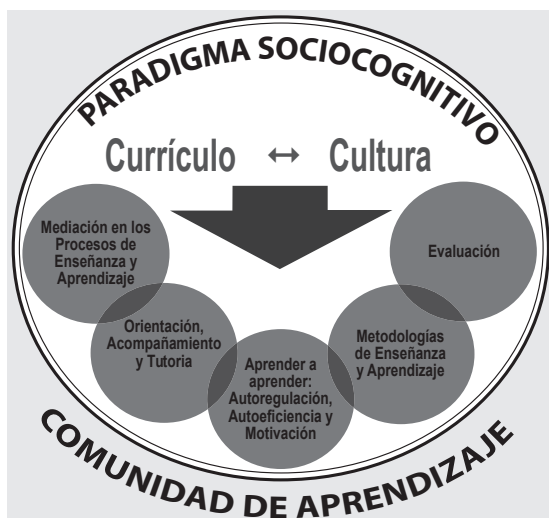 PARADIGMA SOCIOCOGNITIVO
Currículo ↔ Cultura
Mediación en los
Procesos de
Enseñanza y
Aprendizaje
Orientación,
Acompañamiento
y Tutoria
Aprender a
aprender:
Autoregulación,
Autoeficiencia y
Motivación
Metodologías
de Enseñanza
y Aprendizaje
Evaluación
COMUNIDAD DE APRENDIZAJE